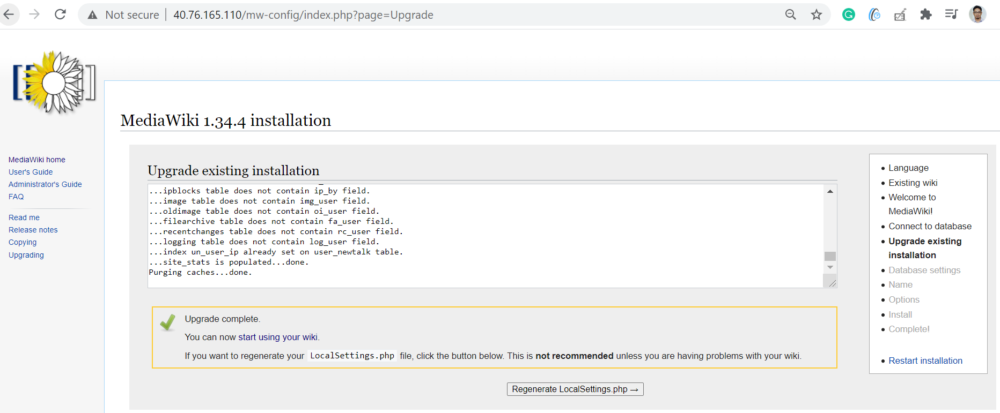 Not secure | 40.76.165.110/mw-config/index.php?page=Upgrade
MediaWiki 1.34.4 installation
MediaWiki home
User's Guide
Administrator's Guide
FAQ
Read me
Release notes
Copying
Upgrading
Upgrade existing installation
...ipblocks table does not contain ip_by field.
...image table does not contain img_user field.
...oldimage table does not contain oi_user field.
...filearchive table does not contain fa_user field.
...recentchanges table does not contain rc_user field.
...logging table does not contain log_user field.
...index un_user_ip already set on user_newtalk table.
...site_stats is populated...done.
Purging caches...done.
Upgrade complete.
You can now start using your wiki.
If you want to regenerate your LocalSettings.php file, click the button below. This is not recommended unless you are having problems with your wiki.
Regenerate LocalSettings.php →
Language
Existing wiki
Welcome to
MediaWiki!
Connect to database
Upgrade existing
installation
Database settings
Name
Options
Install
Complete!
Restart installation